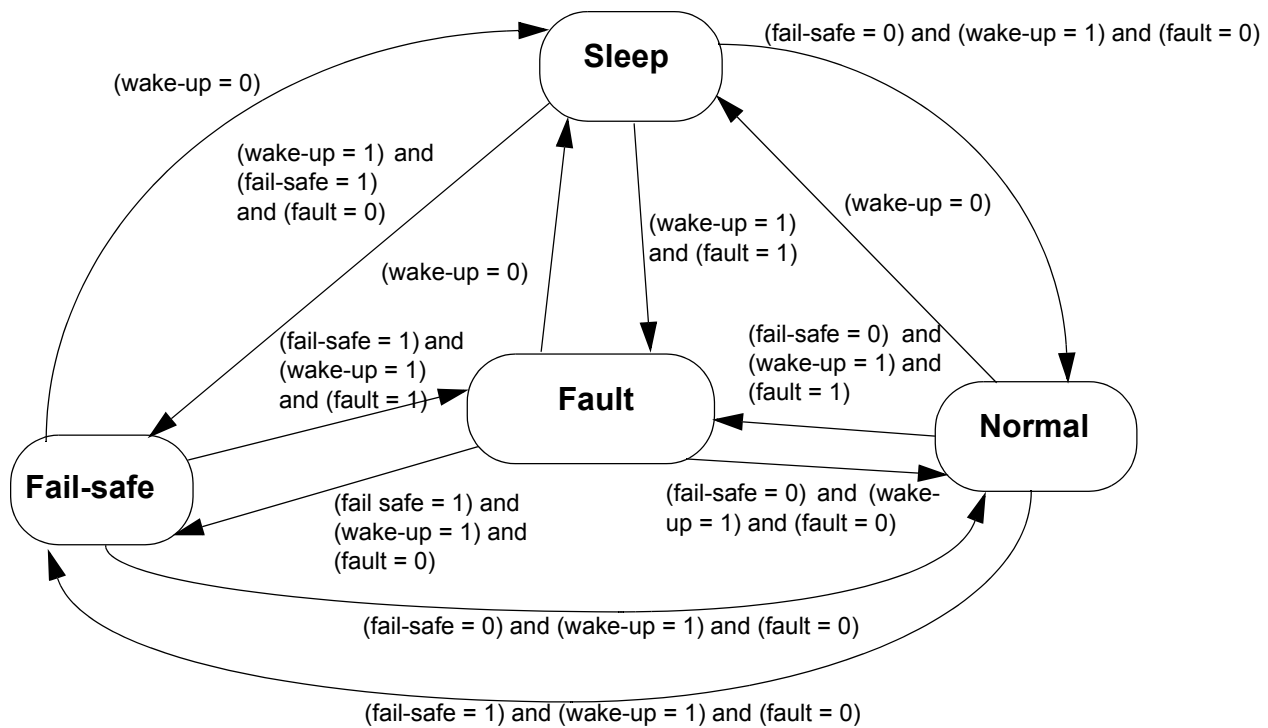 Sleep
(fail-safe = 0) and (wake-up = 1) and (fault = 0)
(wake-up = 0)
(wake-up = 1) and
(fail-safe = 1)
and (fault = 0)
(wake-up = 0)
(wake-up = 1)
and (fault = 1)
(wake-up = 0)
(fail-safe = 1) and
(wake-up = 1)
and (fault = 1)
(fail-safe = 0) and
(wake-up = 1) and
(fault = 1)
Fault
Normal
Fail-safe
(fail safe = 1) and
(wake-up = 1) and
(fault = 0)
(fail-safe = 0) and (wake-
up = 1) and (fault = 0)
(fail-safe = 0) and (wake-up = 1) and (fault = 0)
(fail-safe = 1) and (wake-up = 1) and (fault = 0)